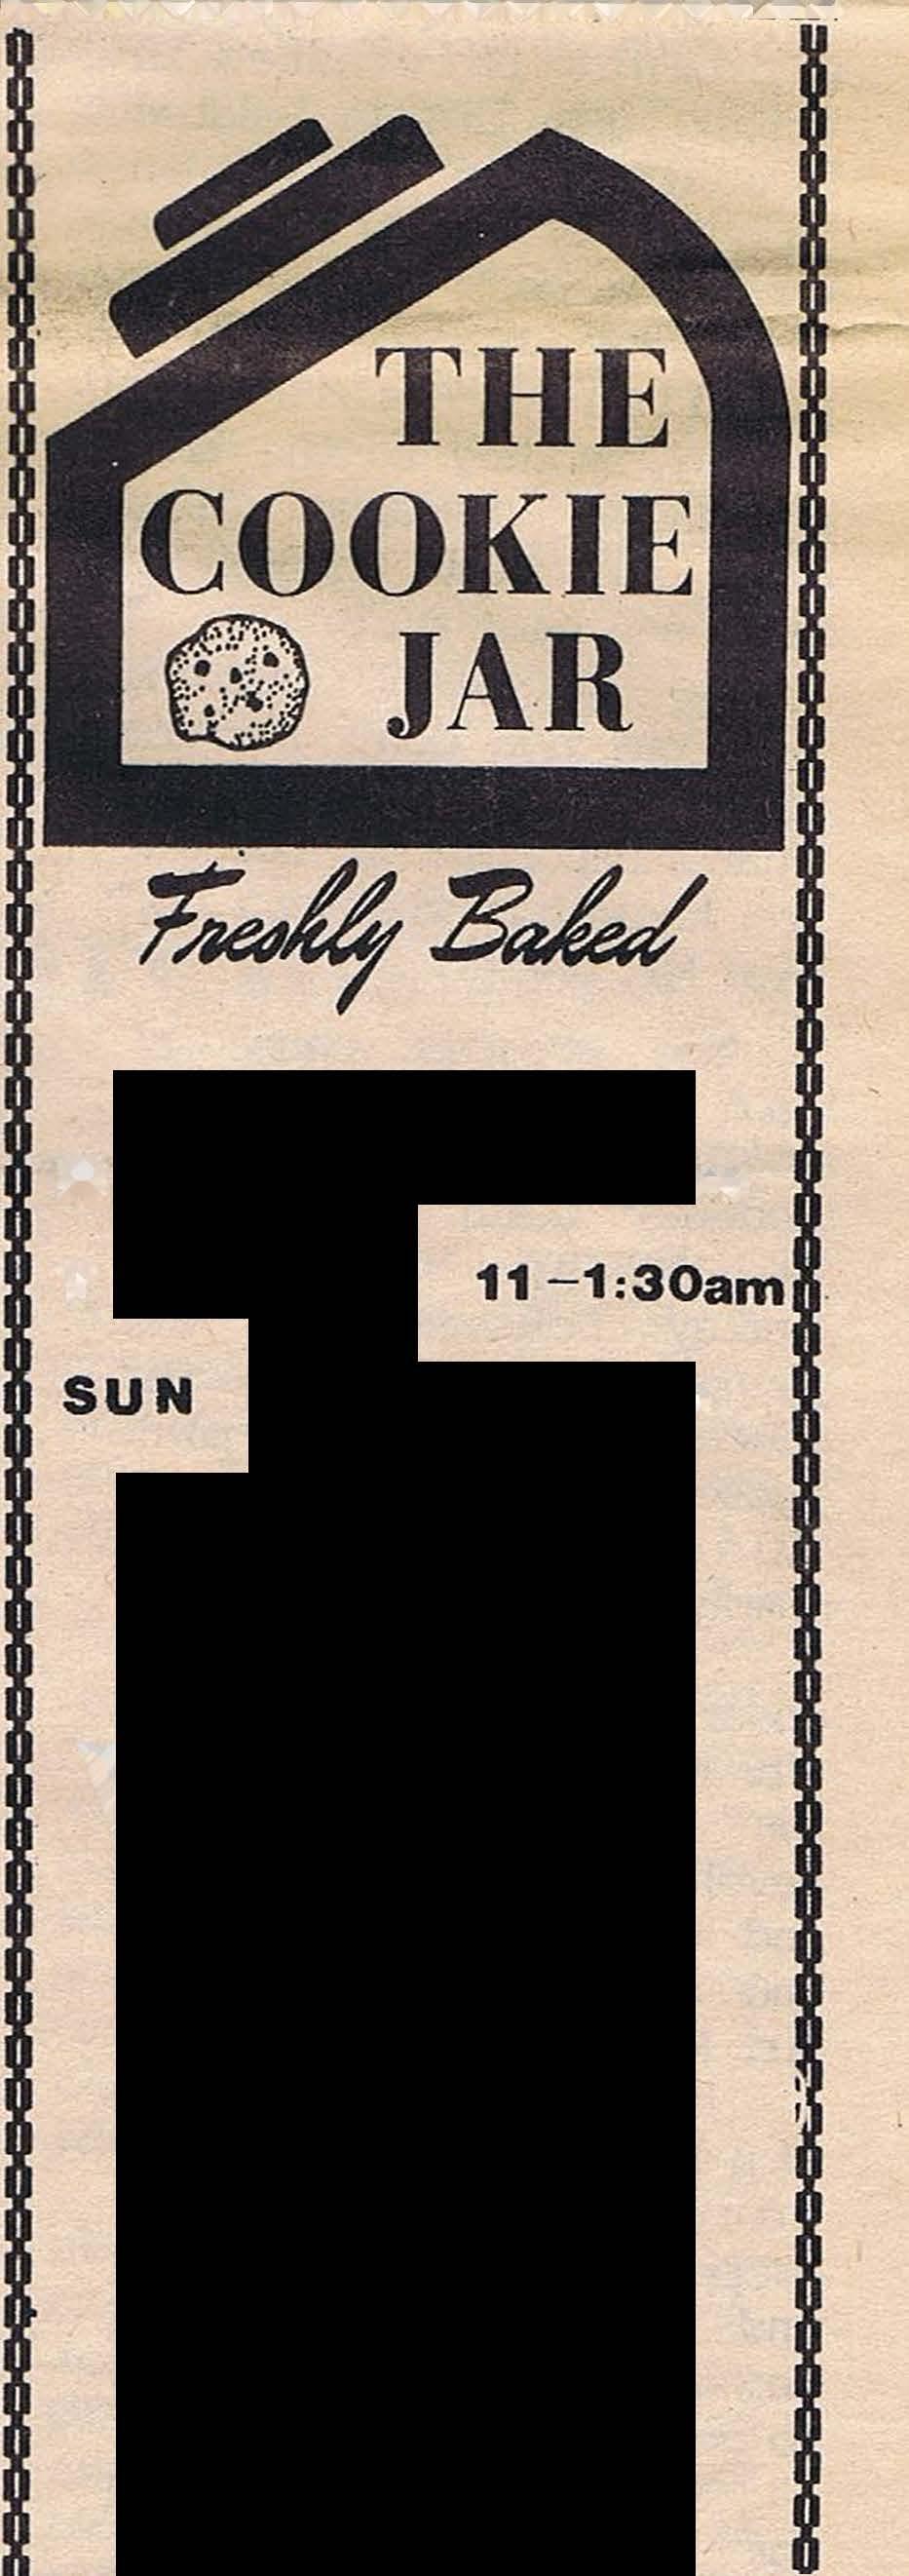 THE
COOKIE
JAR
Freshly Baked
11-1:30am
SUN